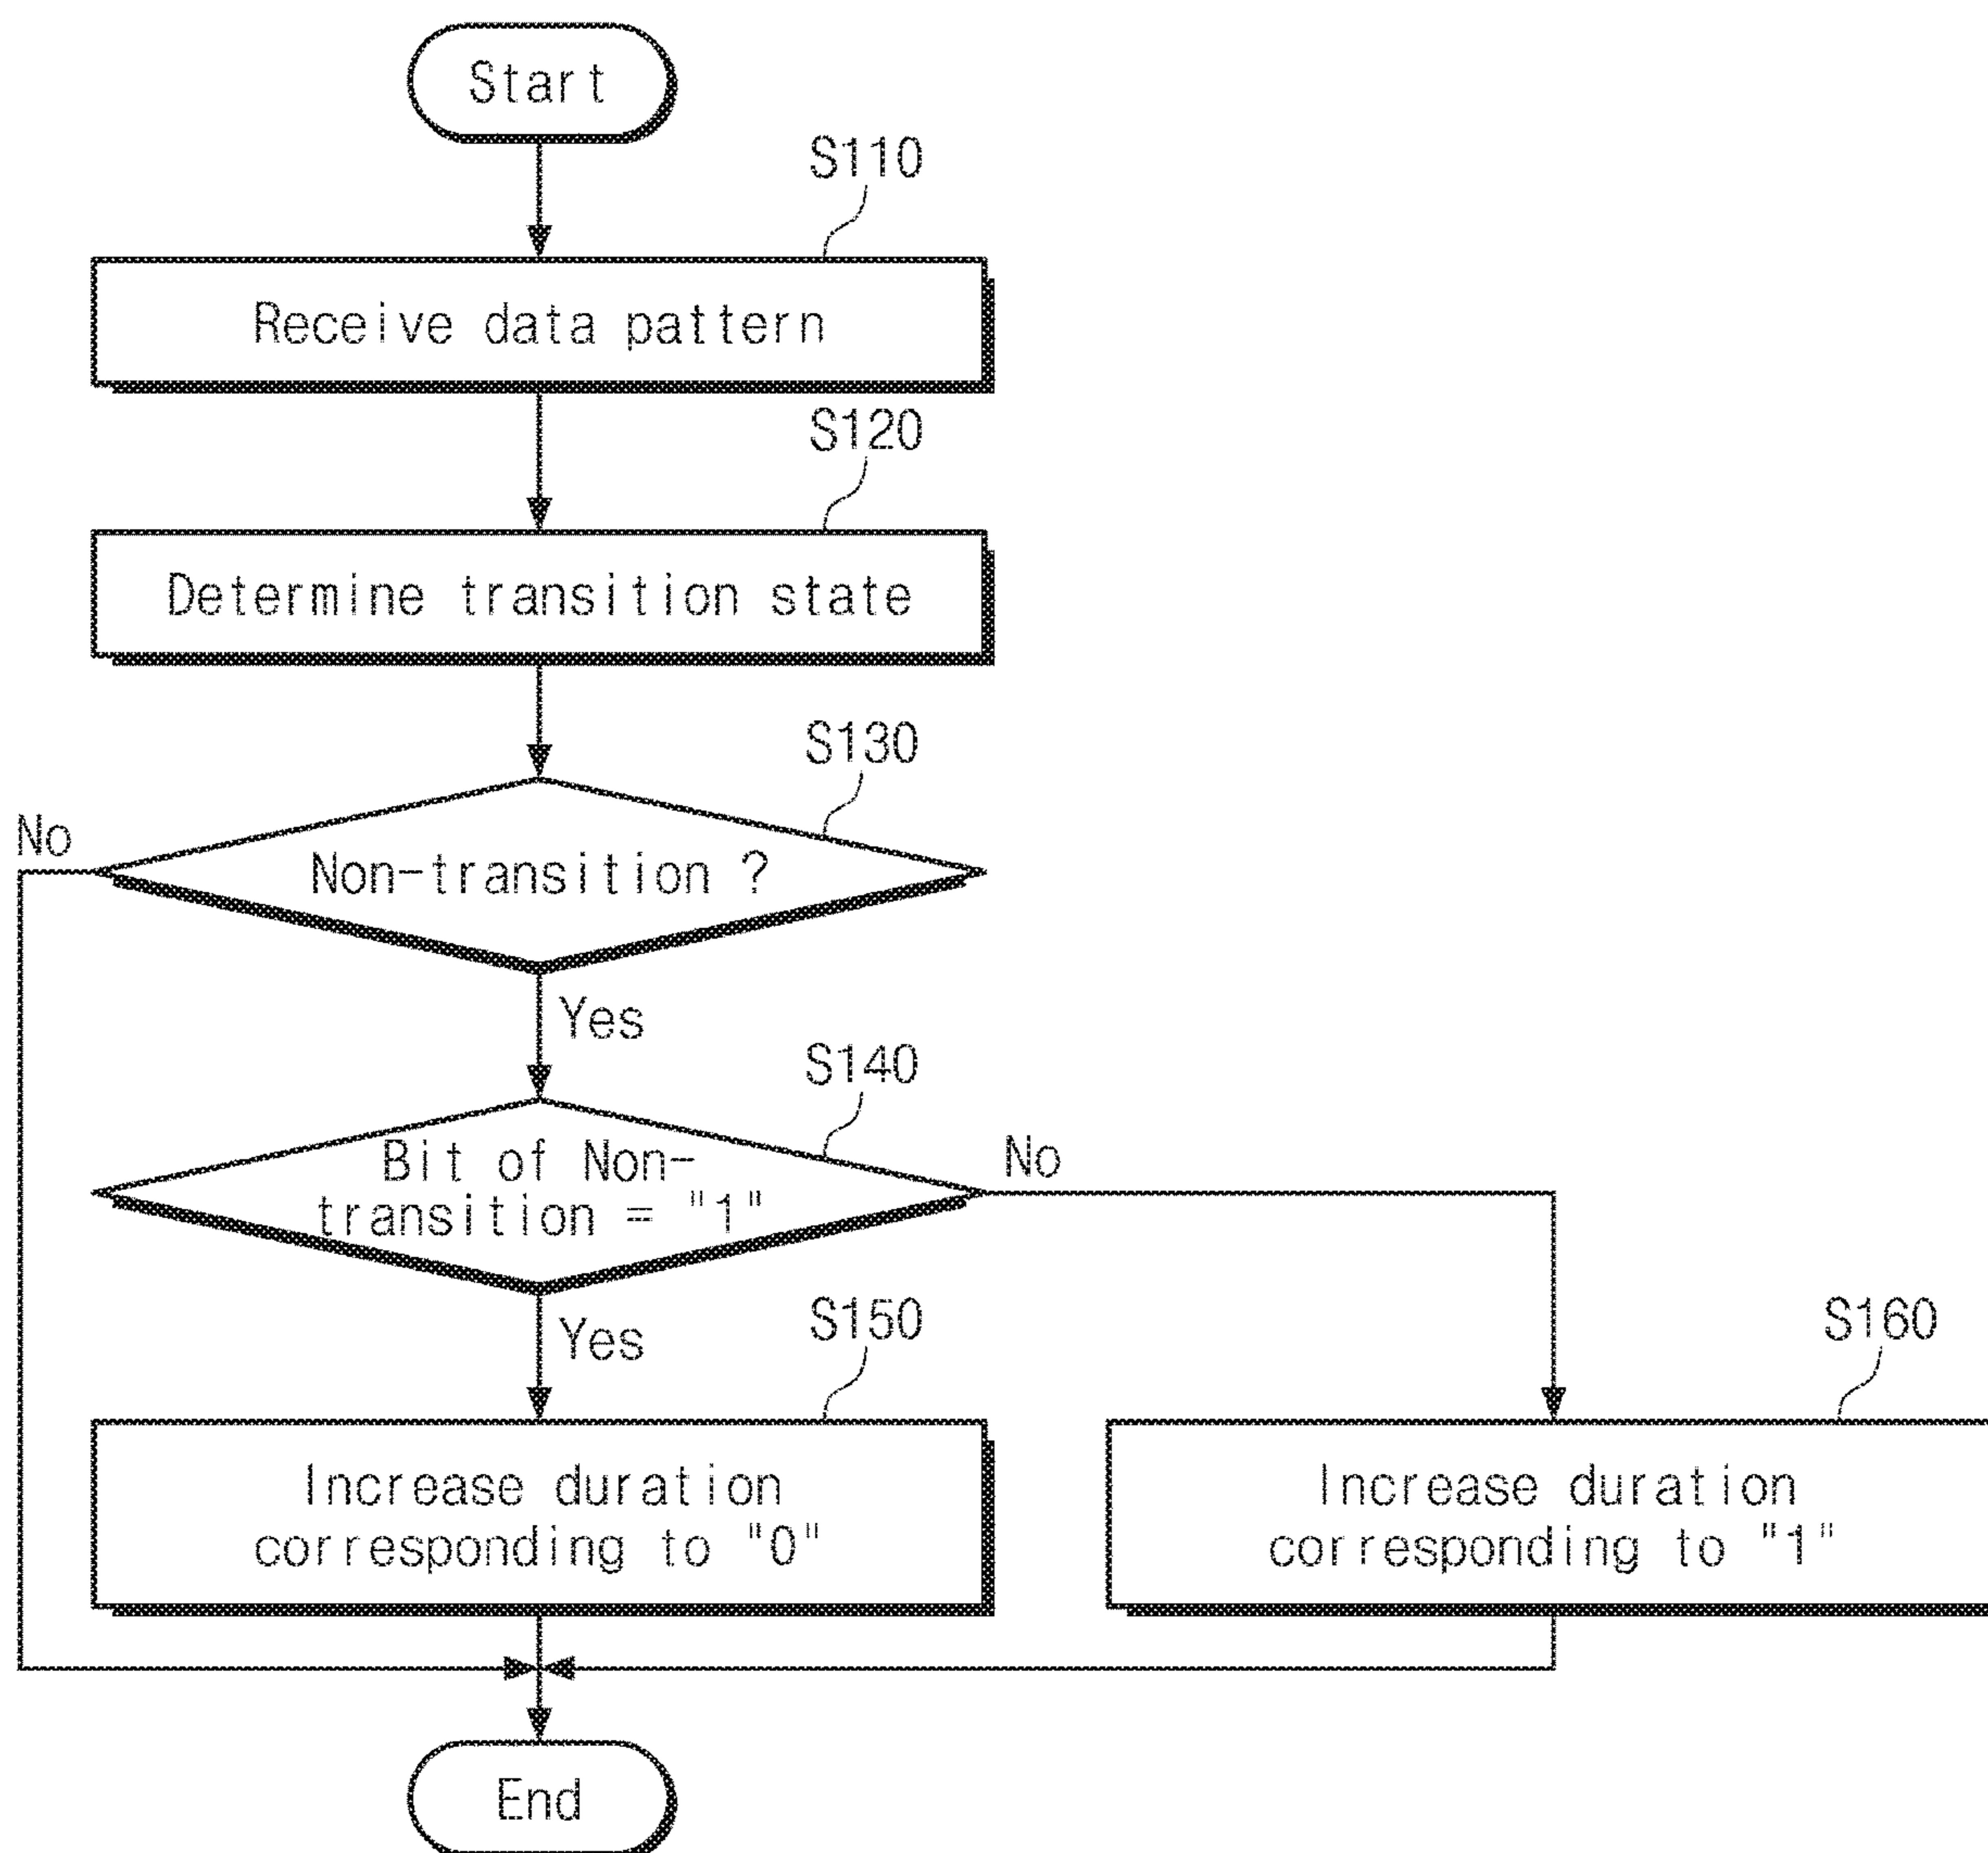 Start
S110
Receive data pattern
S120
Determine transition state
S130
No
Non-transition ?
Yes
S140
Bit of Non-
transition = "1"
No
Yes
S150
S160
Increase duration
corresponding to "0"
Increase duration
corresponding to "1"
End